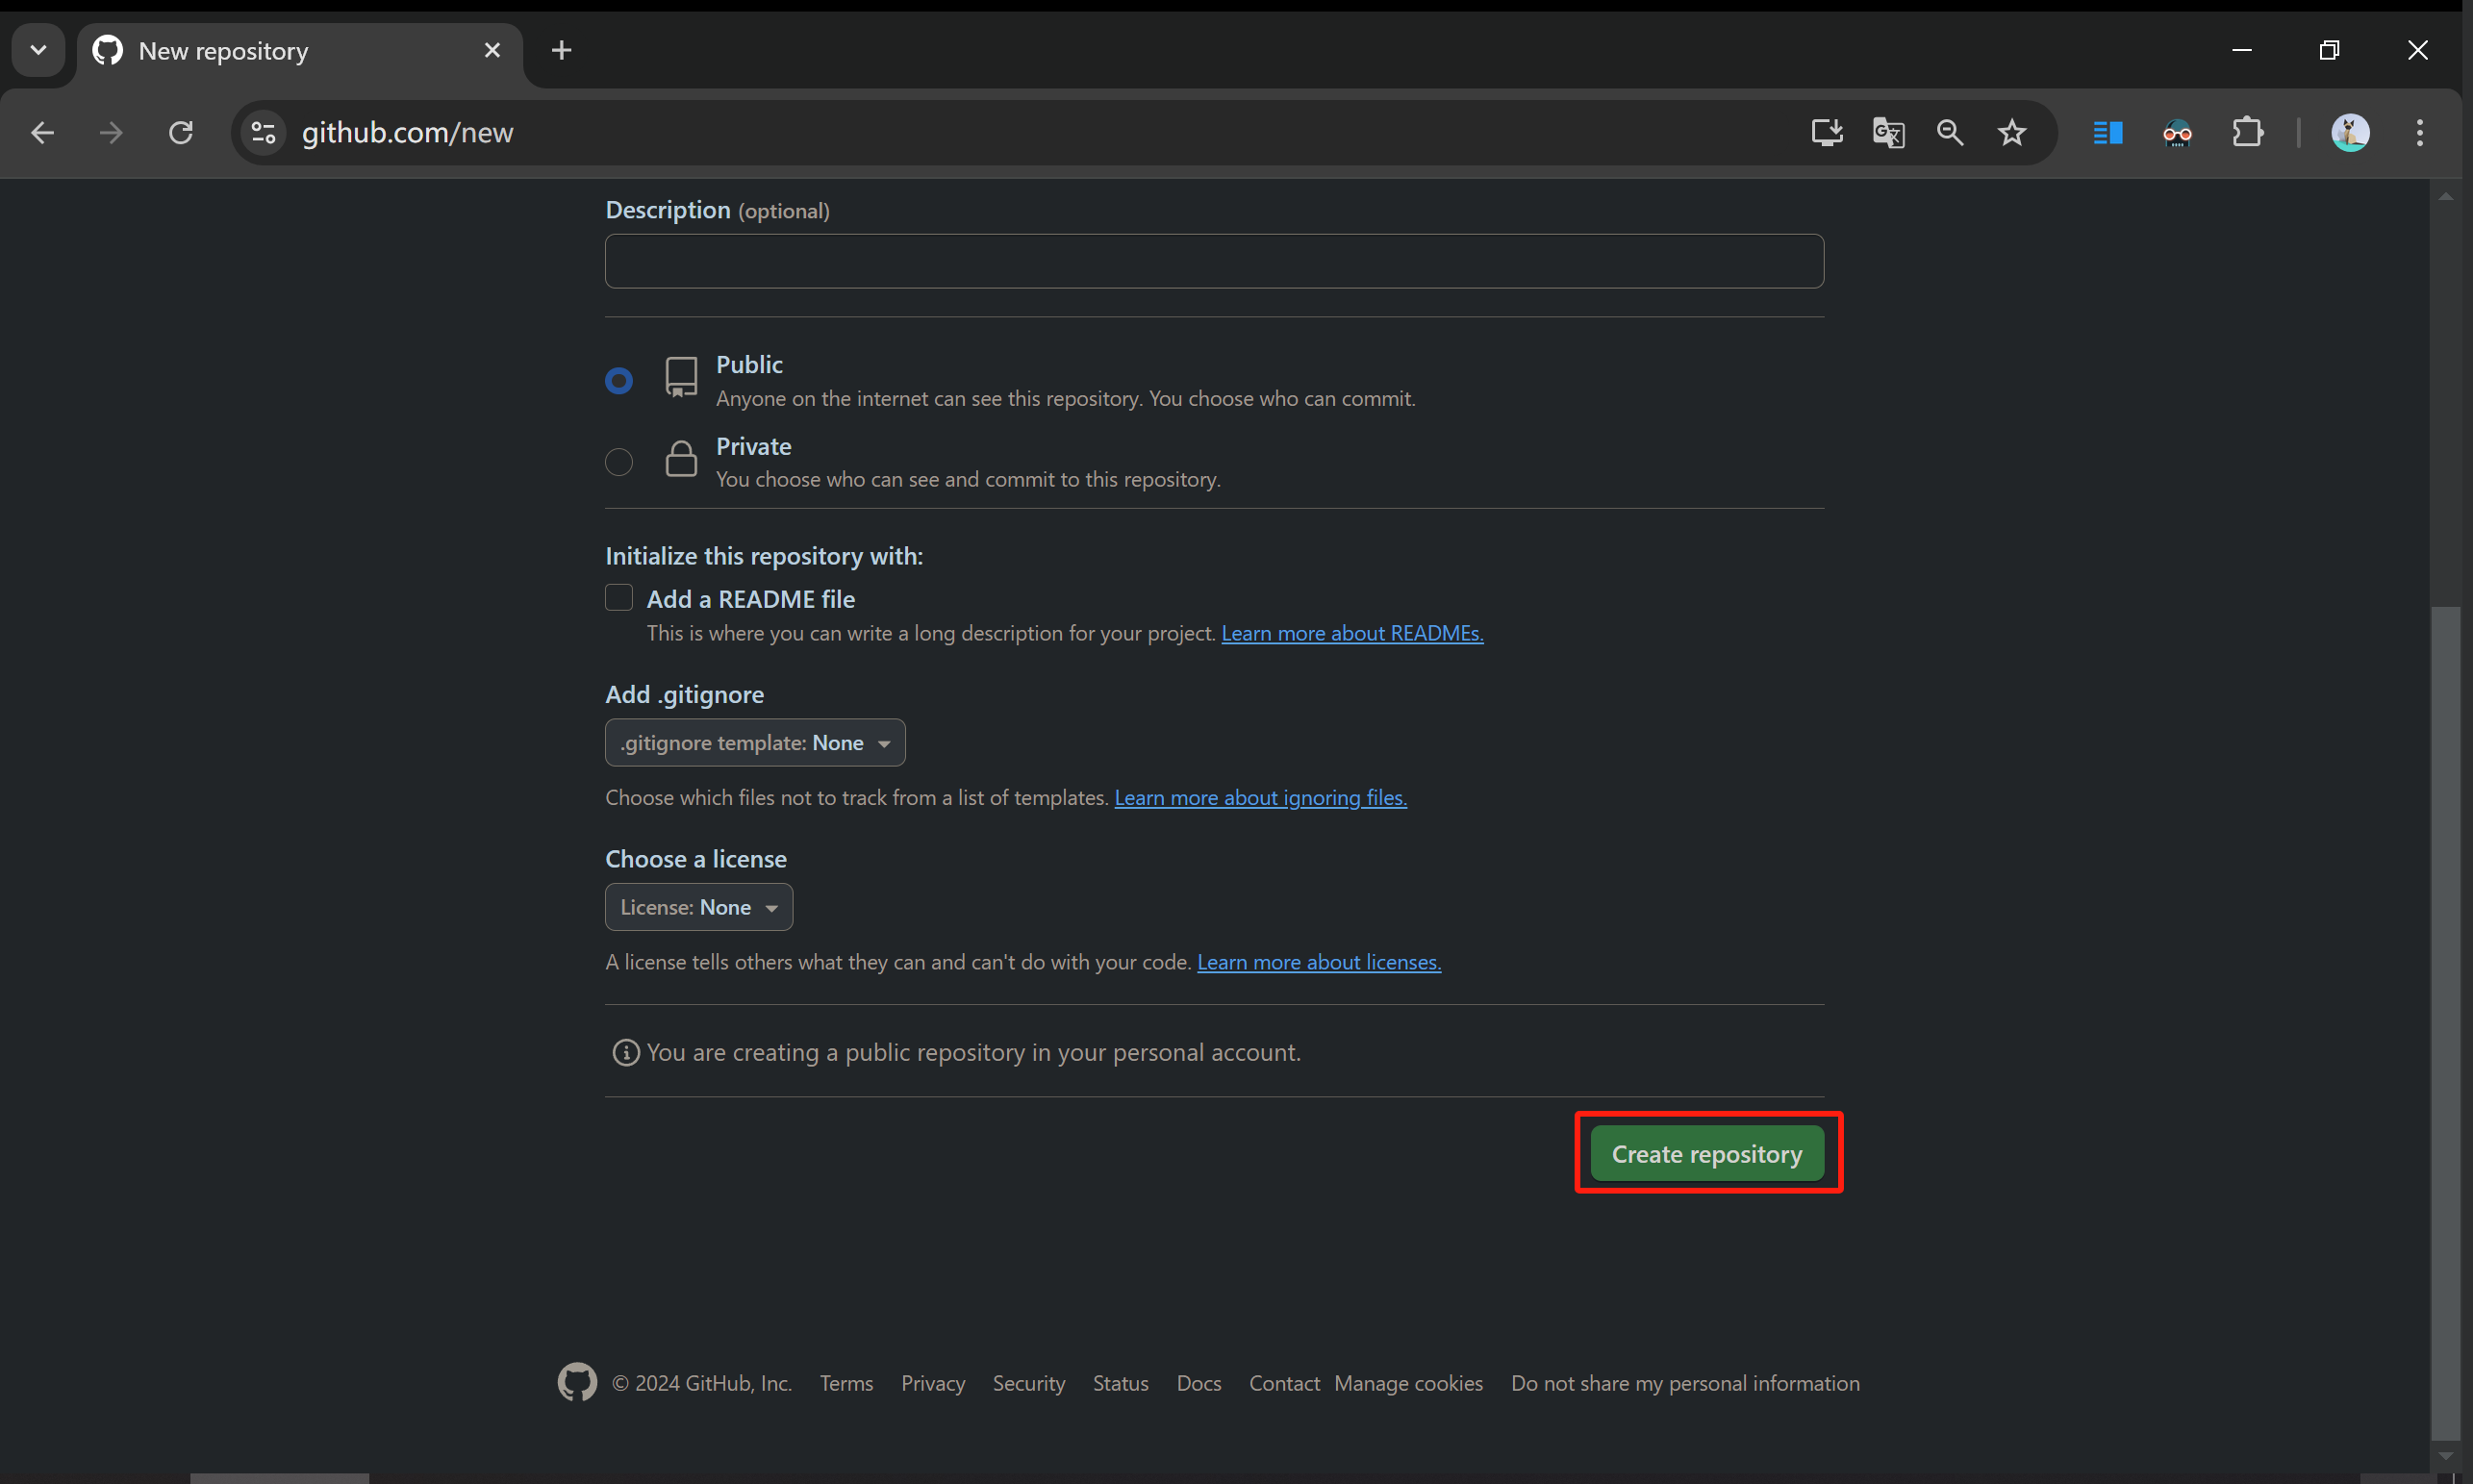 New repository
github.com/new
Description (optional)
Public
Anyone on the internet can see this repository. You choose who can commit.
Private
You choose who can see and commit to this repository.
Initialize this repository with:
Add a README file
This is where you can write a long description for your project. Learn more about READMEs.
Add .gitignore
.gitignore template: None
Choose which files not to track from a list of templates. Learn more about ignoring files.
Choose a license
License: None
A license tells others what they can and can't do with your code. Learn more about licenses.
You are creating a public repository in your personal account.
Create repository
© 2024 GitHub, Inc. Terms Privacy Security Status Docs Contact Manage cookies Do not share my personal information